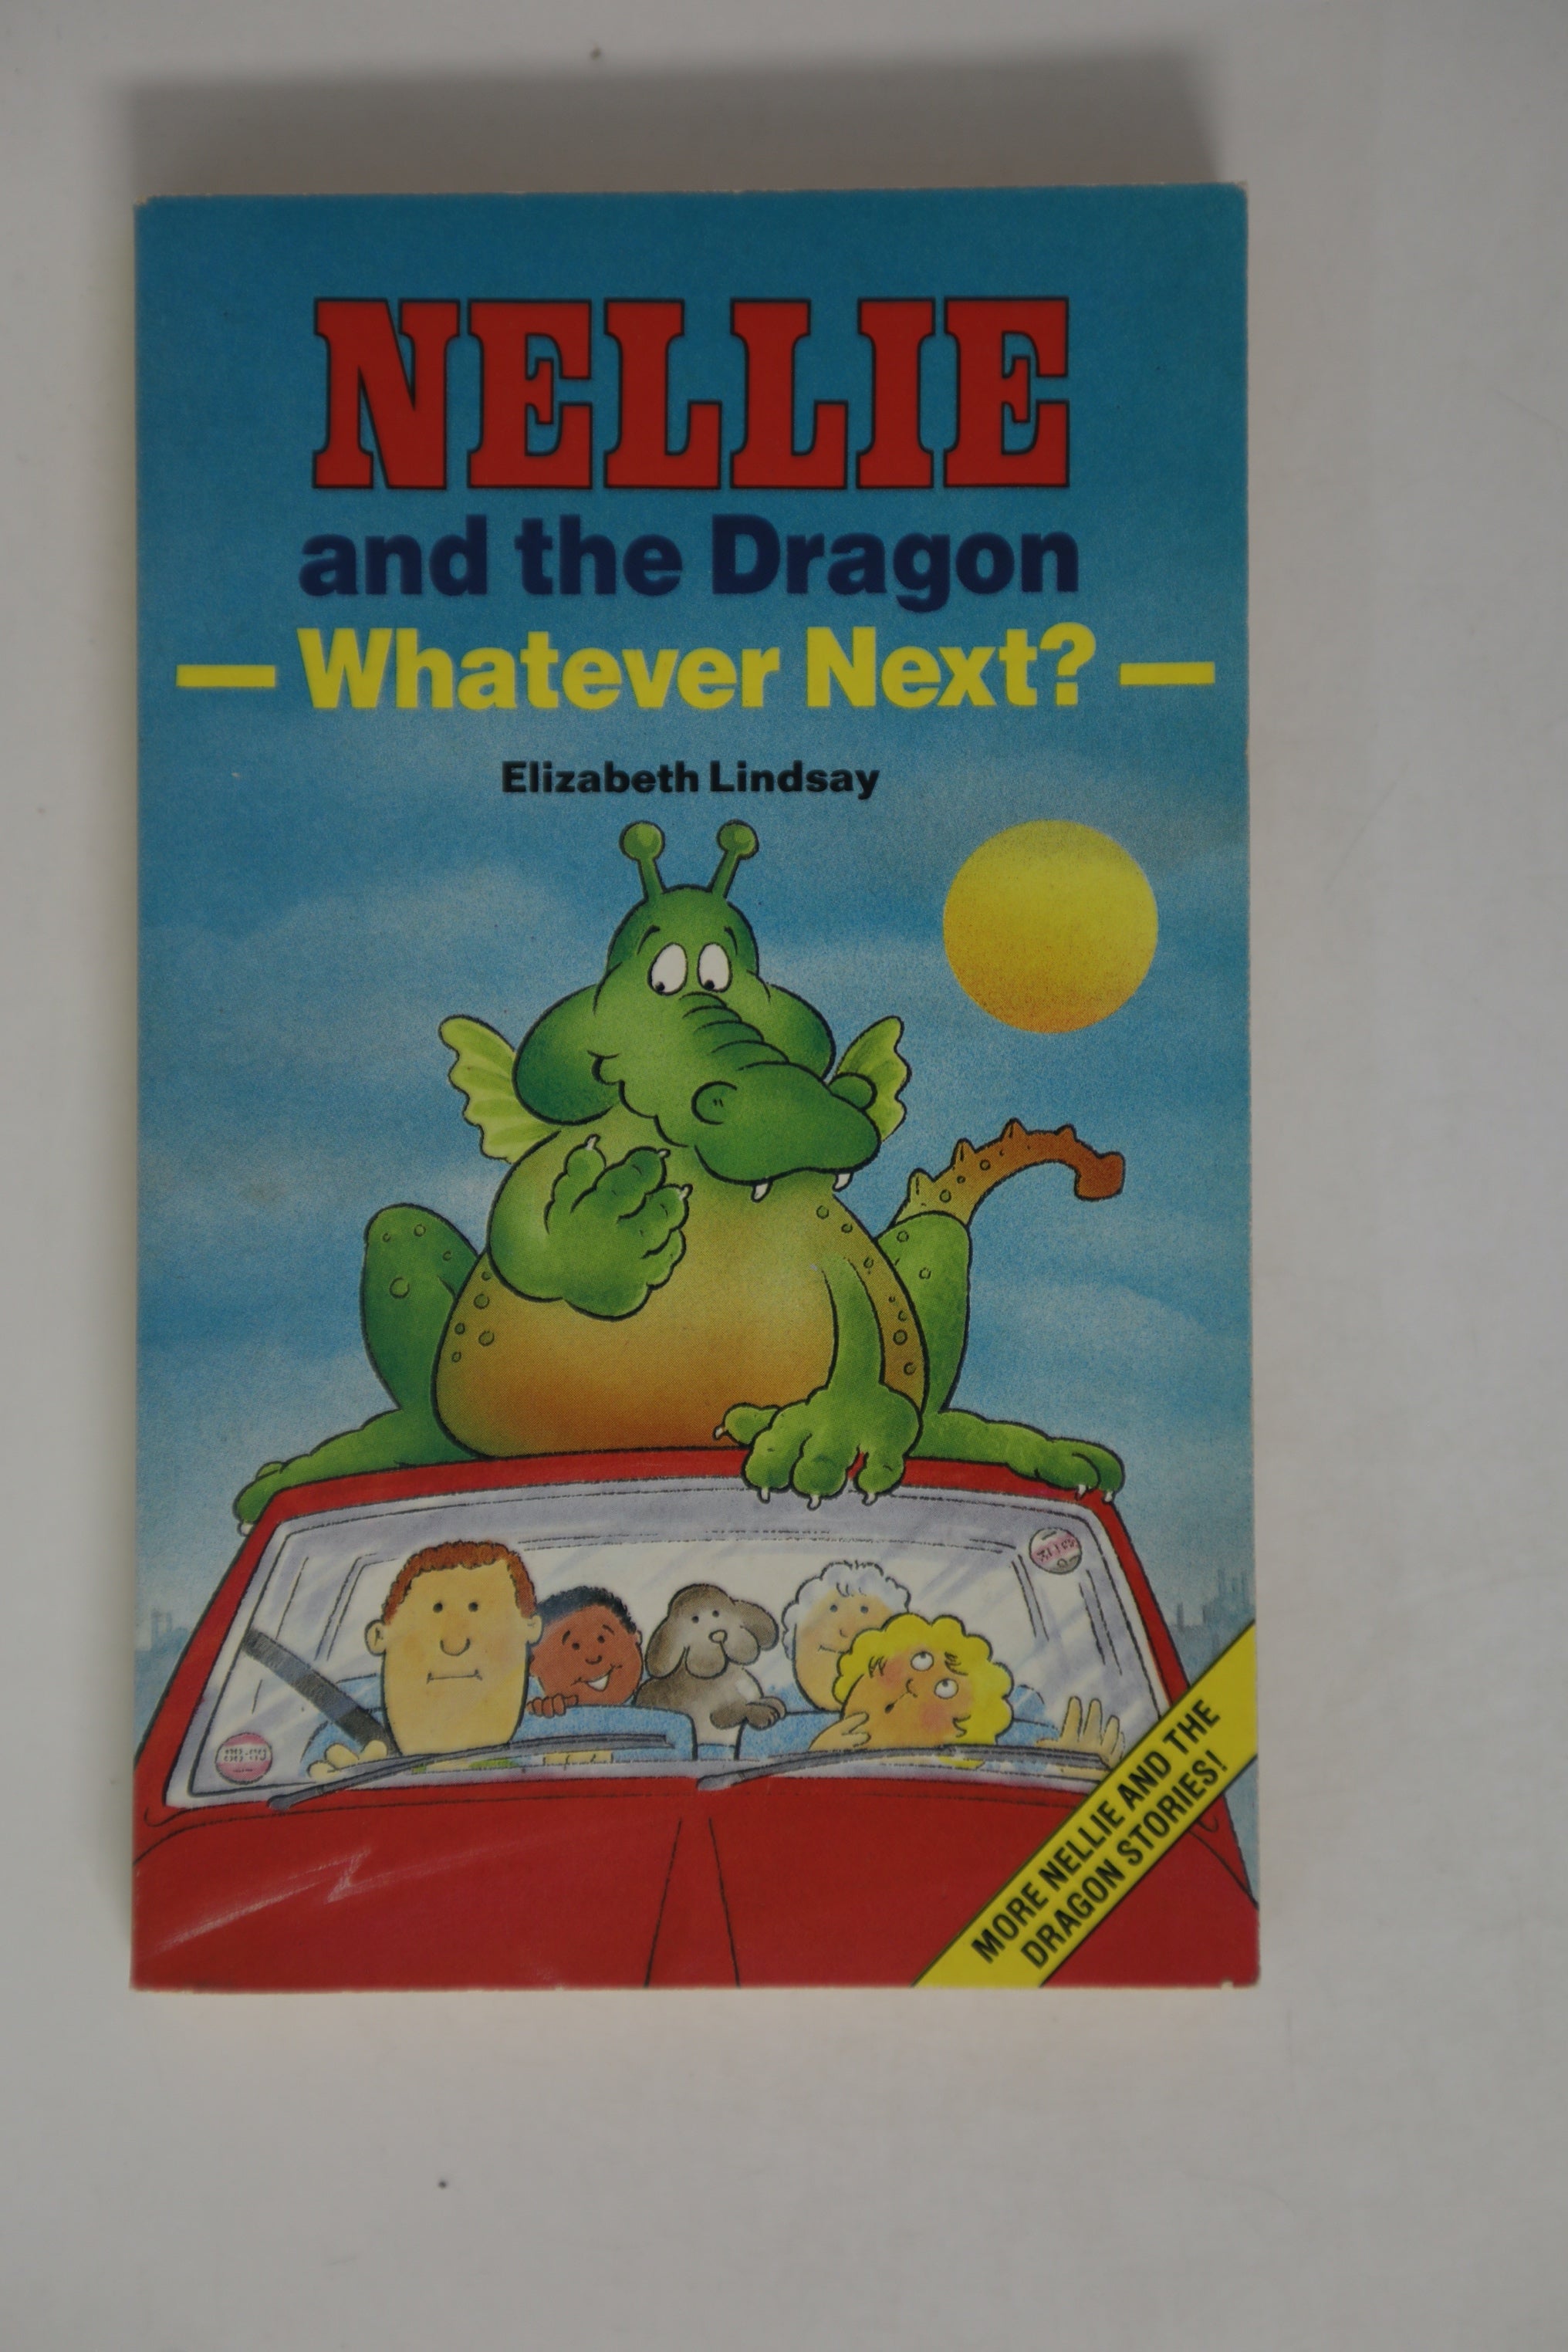 NELLIE
and the Dragon
— Whatever Next? —
Elizabeth Lindsay
MORE NELLIE AND THE
DRAGON STORIES!